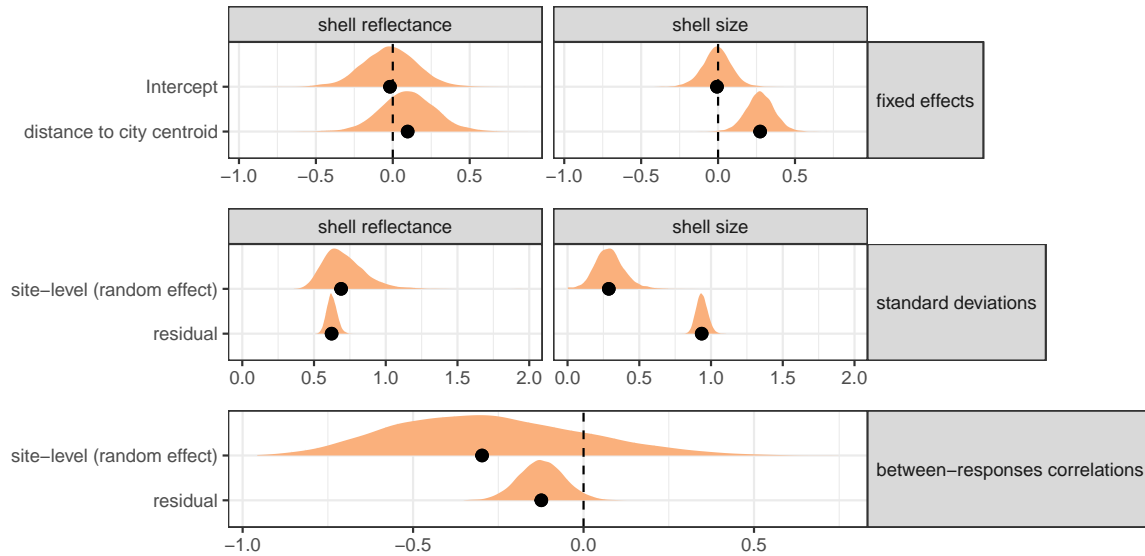 shell reflectance shell size
Intercept
distance to city centroid
fixed effects
−1.0 −0.5 0.0 0.5 −1.0 −0.5 0.0 0.5
shell reflectance shell size
site−level (random effect)
residual
standard deviations
0.0 0.5 1.0 1.5 2.0 0.0 0.5 1.0 1.5 2.0
site−level (random effect)
residual
between−responses correlations
−1.0 −0.5 0.0 0.5